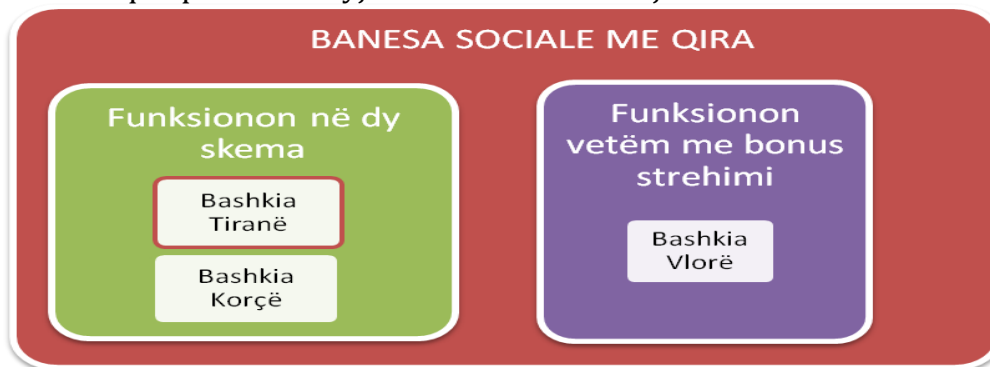 BANESA SOCIALE ME QIRA
Funksionon në dy
skema
Bashkia
Tiranë
Bashkia
Korçë
Funksionon
vetëm me bonus
strehimi
Bashkia
Vlorë